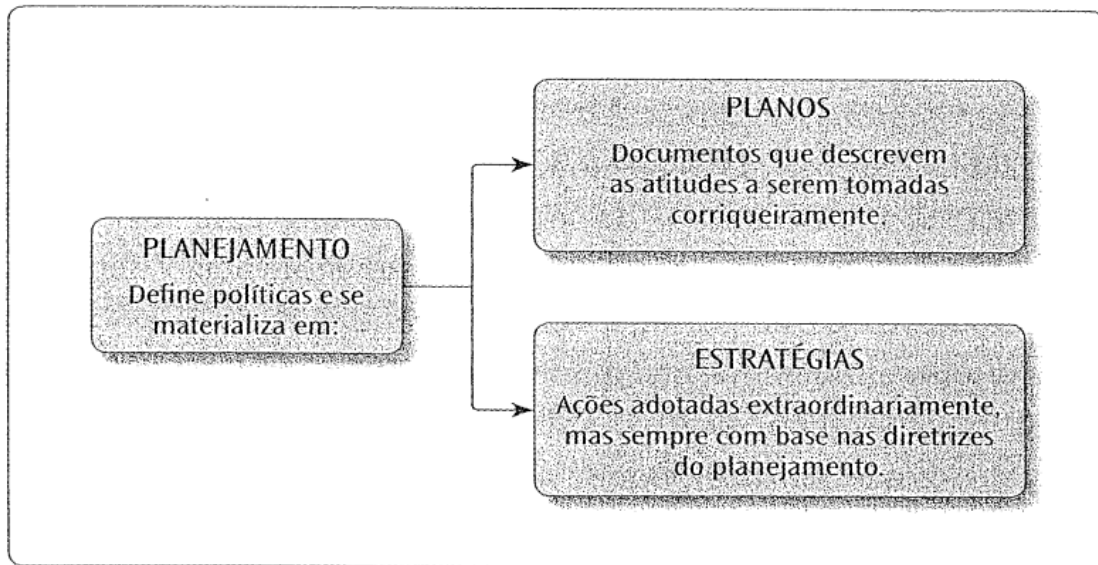 PLANEJAMENTO
Define políticas e se
materializa em:
PLANOS
Documentos que descrevem
as atitudes a serem tomadas
corriqueiramente.
ESTRATÉGIAS
Ações adotadas extraordinariamente,
mas sempre com base nas diretrizes
do planejamento.